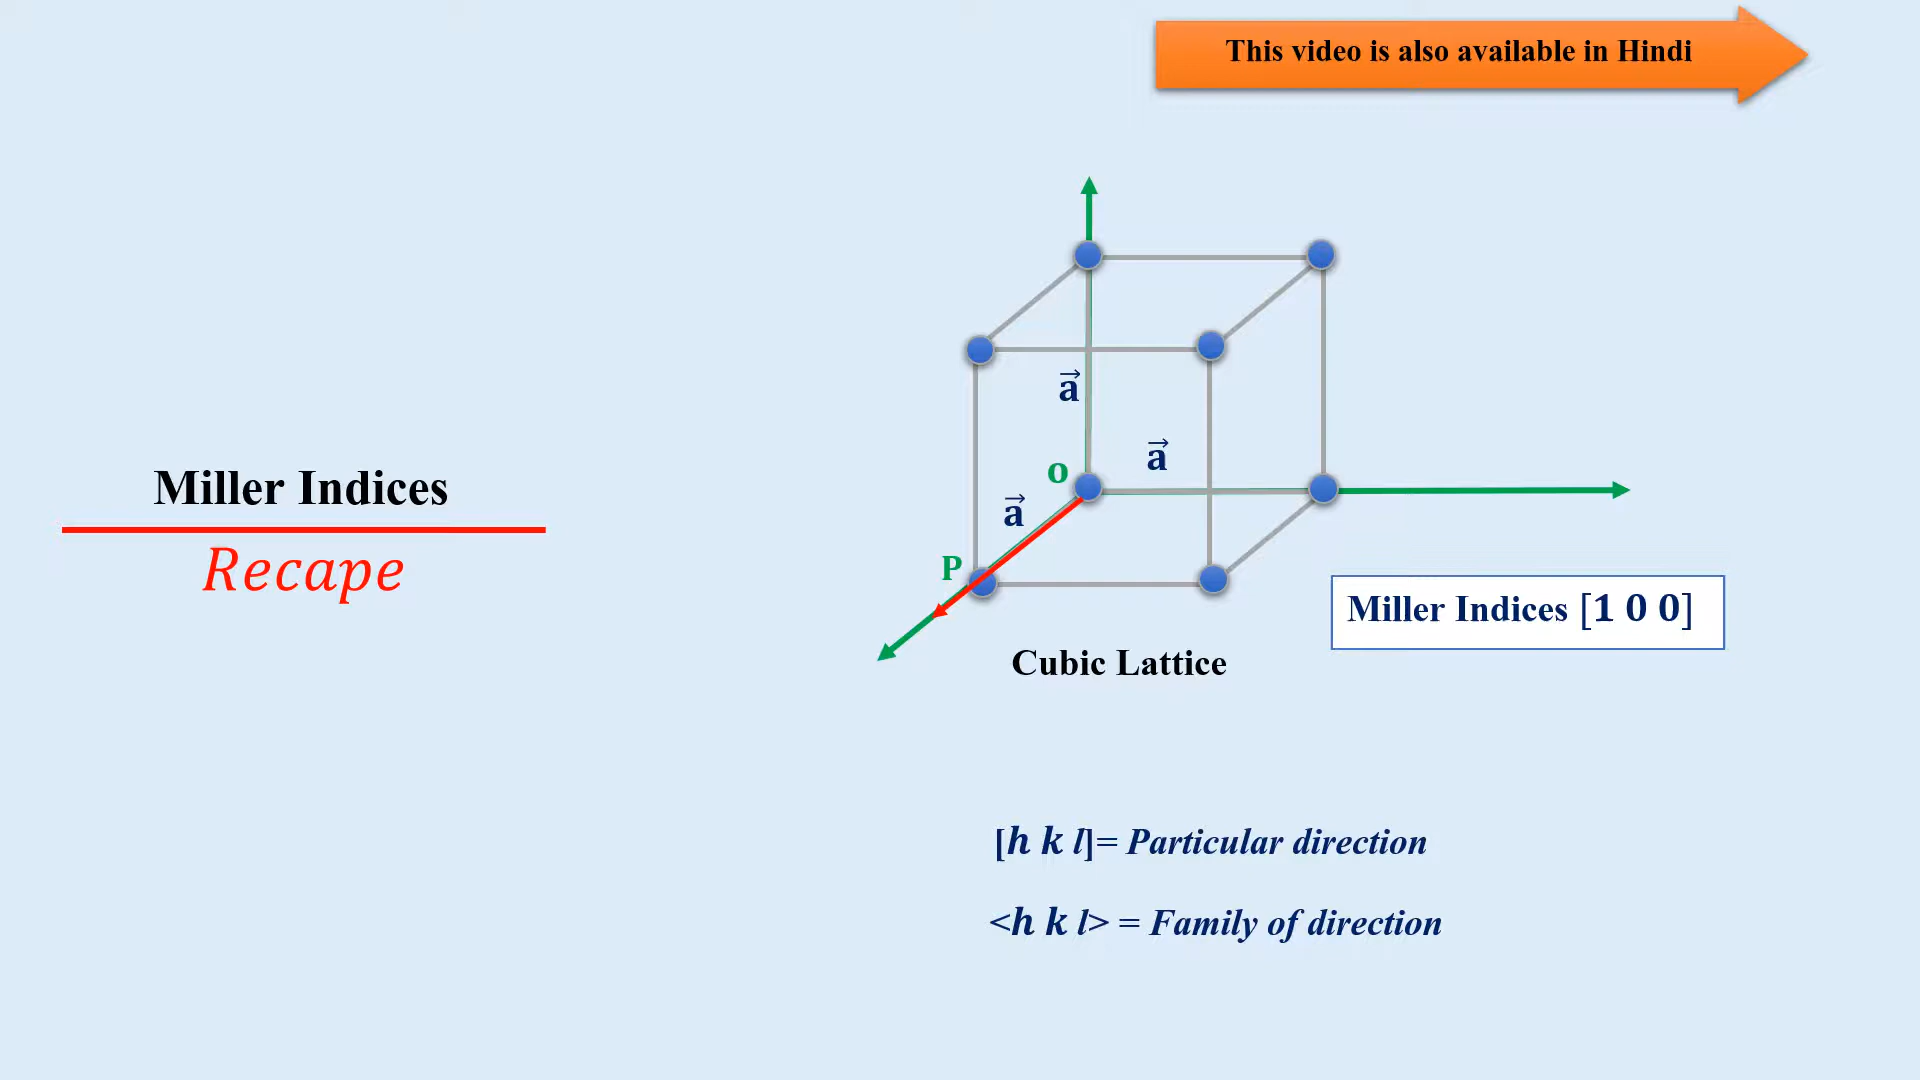 This video is also available in Hindi
Miller Indices
Recape
a⃗
a⃗
O
a⃗
P
Miller Indices [1 0 0]
Cubic Lattice
[h k l]= Particular direction
<h k l> = Family of direction